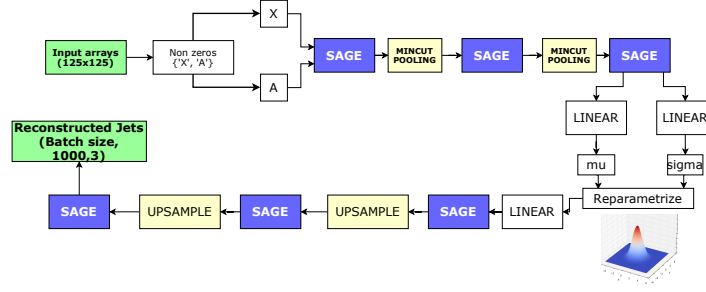 Input arrays
(125x125)
Non zeros
{'X', 'A'}
X
A
SAGE
MINCUT
POOLING
SAGE
MINCUT
POOLING
SAGE
LINEAR
LINEAR
mu
sigma
Reparametrize
LINEAR
SAGE
UPSAMPLE
SAGE
UPSAMPLE
SAGE
Reconstructed Jets
(Batch size,
1000,3)